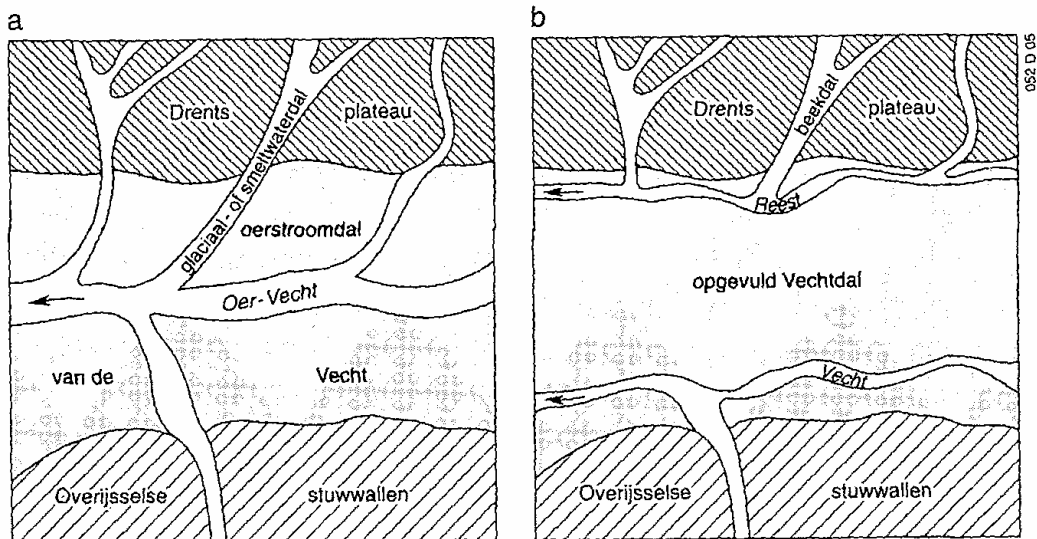 a
Drents
plateau
glaciaal- of smeltwaterdal
oerstroomdal
Oer-Vecht
van de
Vecht
Overijsselse
stuwwallen
b
052 D 05
Drents
beekdal
plateau
Reest
opgevuld Vechtdal
Vecht
Overijsselse
stuwwallen